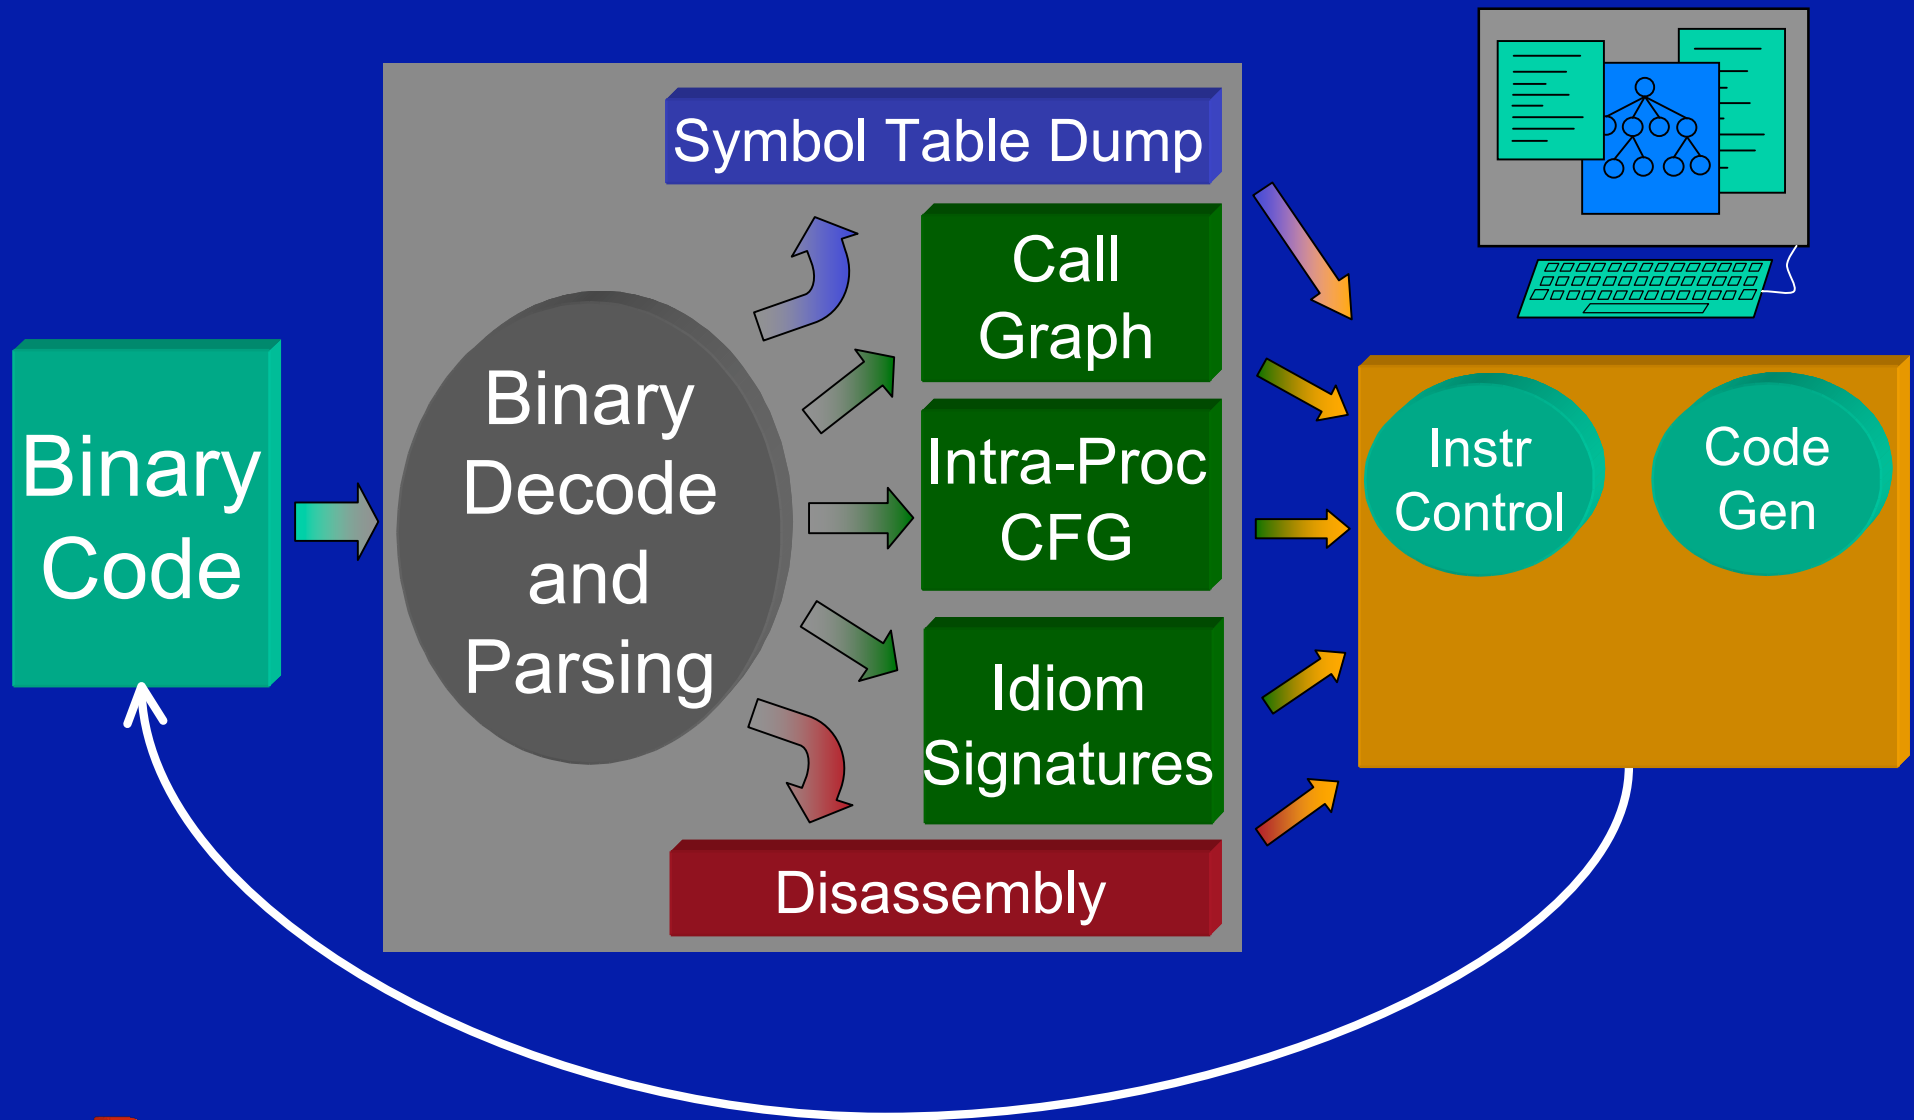 Symbol Table Dump
Call
Graph
Binary
Code
Binary
Decode
and
Parsing
Intra-Proc
CFG
Idiom
Signatures
Disassembly
Instr
Control
Code
Gen